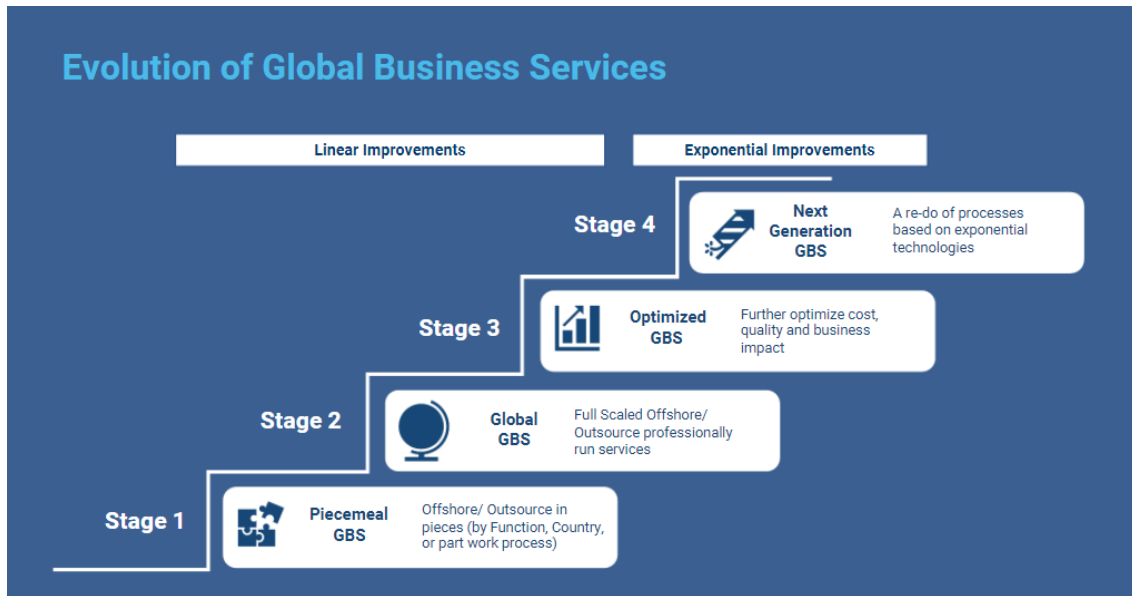 Evolution of Global Business Services
Linear Improvements
Exponential Improvements
Stage 4
Next
Generation
GBS
A re-do of processes
based on exponential
technologies
Stage 3
Optimized
GBS
Further optimize cost,
quality and business
impact
Stage 2
Global
GBS
Full Scaled Offshore/
Outsource professionally
run services
Stage 1
Piecemeal
GBS
Offshore/ Outsource in
pieces (by Function, Country,
or part work process)